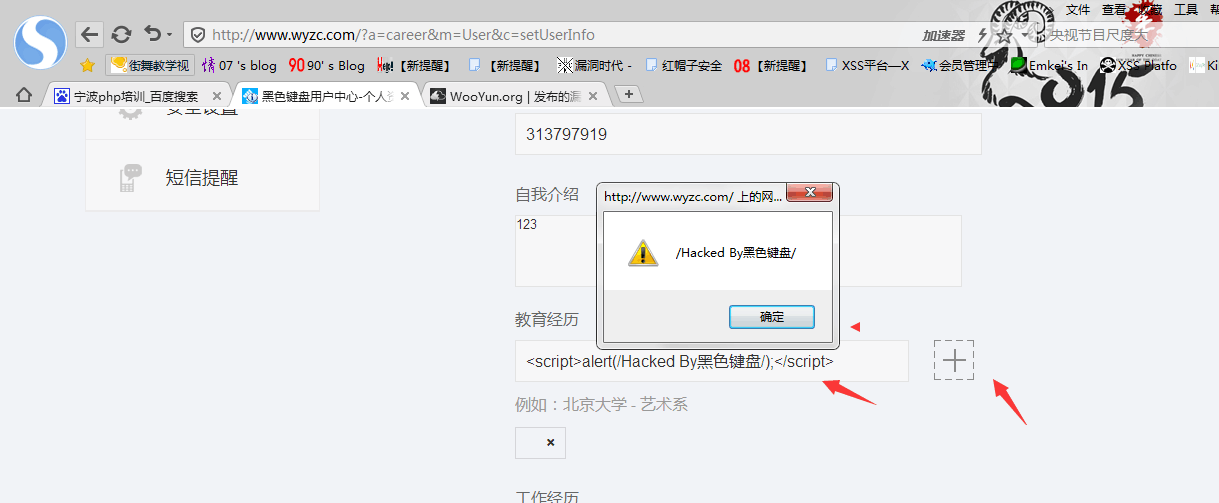 文件 查看 收藏 工具 帮
http://www.wyzc.com/?a=career&m=User&c=setUserInfo
加速器
央视节目尺度大
街舞教学视 07 's blog 90' s Blog 【新提醒】 【新提醒】 漏洞时代 - 红帽子安全 08【新提醒】 XSS平台—X 会员管理中 Emkei's In XSS Platfo Ki
宁波php培训_百度搜索
黑色键盘用户中心-个人资
WooYun.org | 发布的漏
2015
安全设置
313797919
短信提醒
自我介绍
123
http://www.wyzc.com/ 上的网...
/Hacked By黑色键盘/
确定
教育经历
<script>alert(/Hacked By黑色键盘/);</script>
例如：北京大学 - 艺术系
工作经历